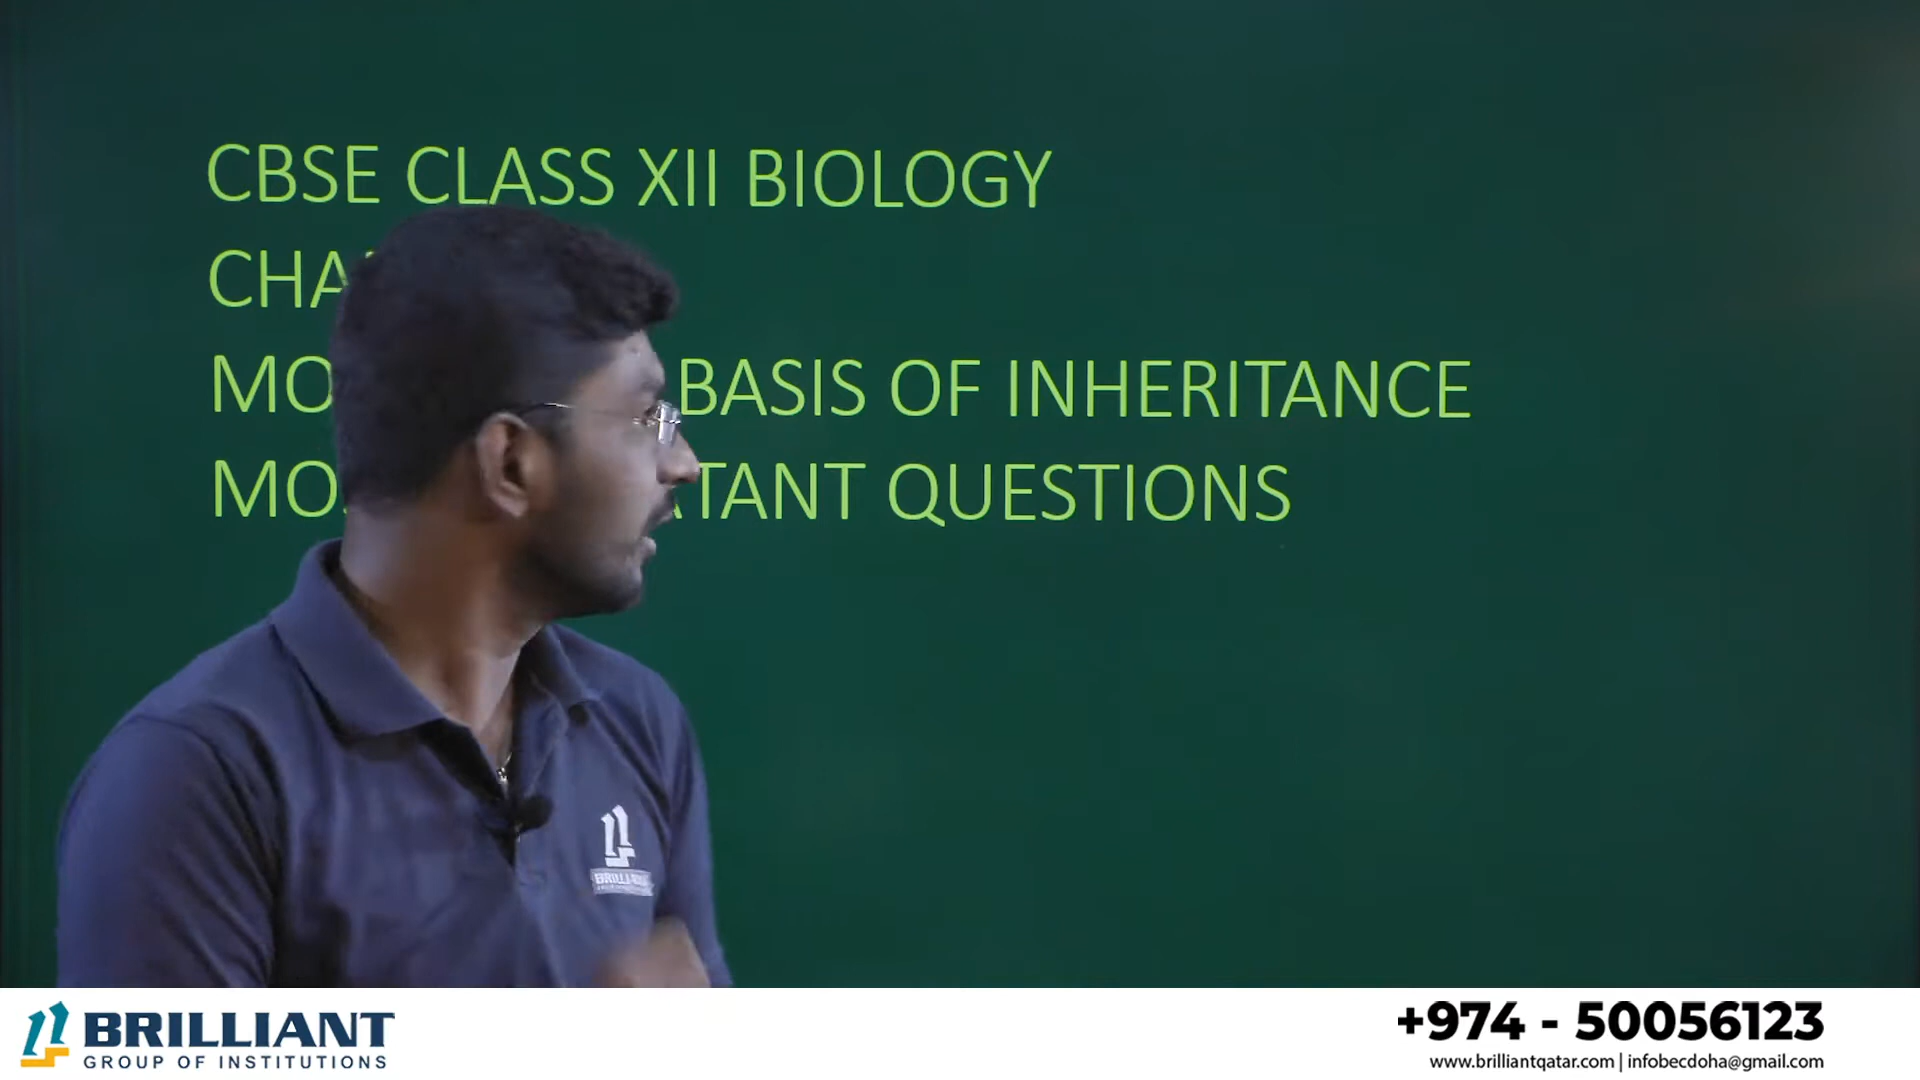 CBSE CLASS XII BIOLOGY
CHA
MO BASIS OF INHERITANCE
MO TANT QUESTIONS
BRILLIANT
BRILLIANT
GROUP OF INSTITUTIONS
+974 - 50056123
www.brilliantqatar.com | infobecdoha@gmail.com